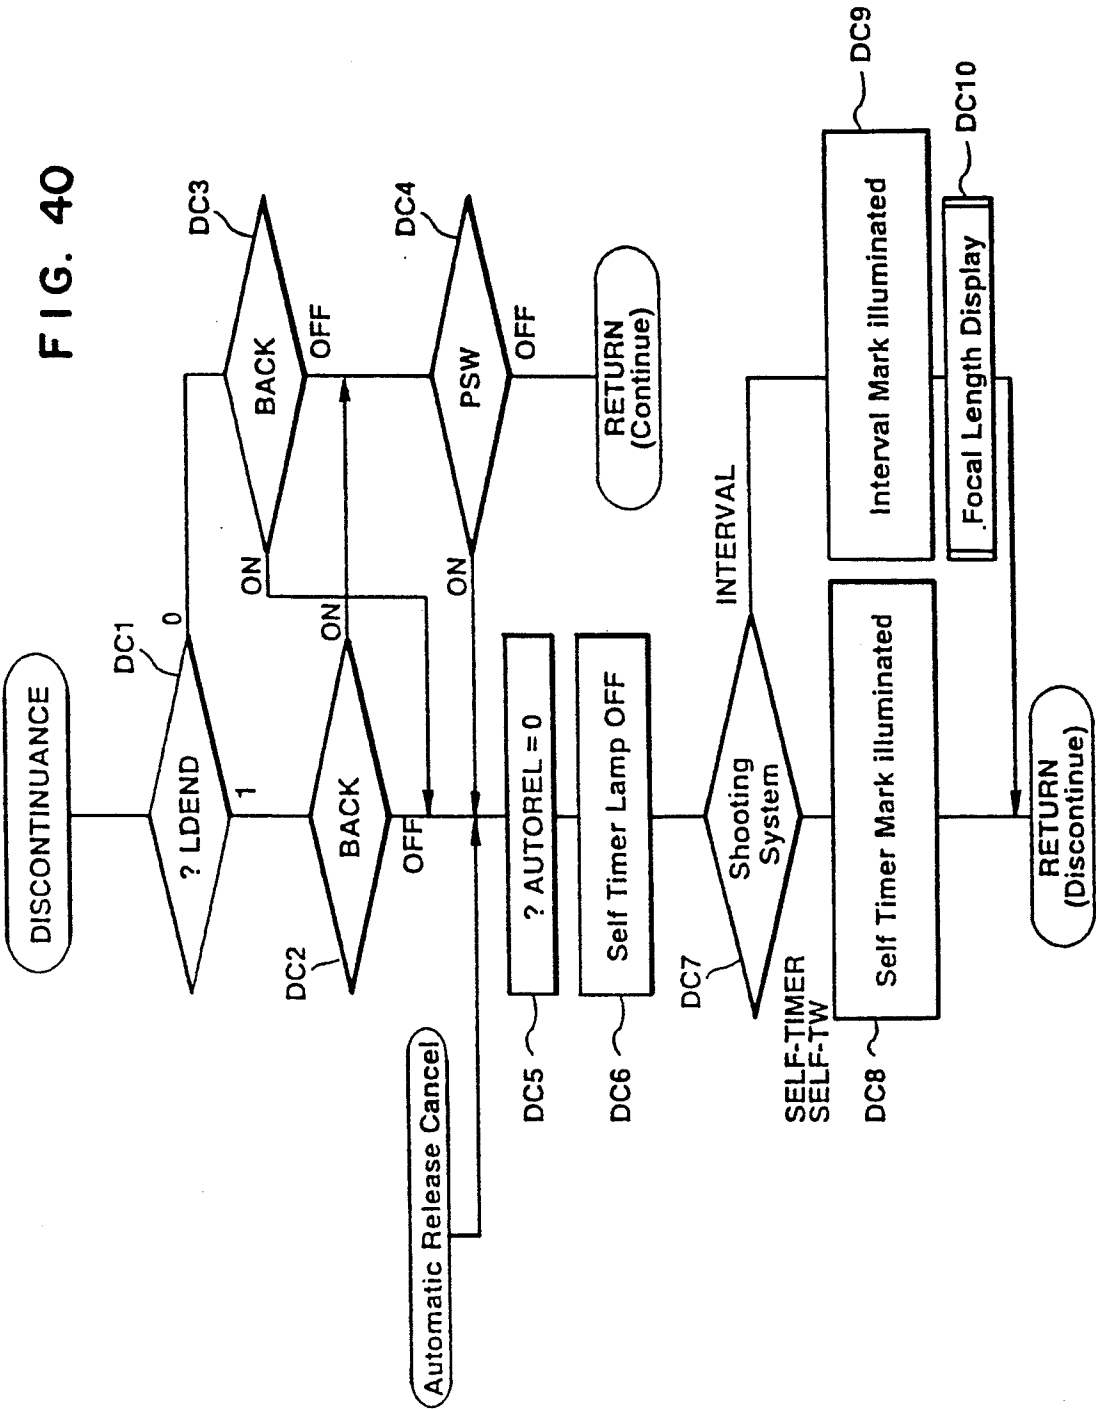 FIG. 40
DISCONTINUANCE
DC1
? LDEND
0
1
DC3
BACK
ON
OFF
DC2
BACK
ON
OFF
DC4
PSW
ON
OFF
RETURN
(Continue)
Automatic Release Cancel
DC5
? AUTOREL = 0
DC6
Self Timer Lamp OFF
DC7
Shooting
System
INTERVAL
SELF-TIMER
SELF-TW
DC8
Self Timer Mark illuminated
DC9
Interval Mark illuminated
DC10
Focal Length Display
RETURN
(Discontinue)